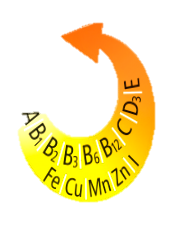 A B₁ B₂ B₃ B₆ B₁₂ C D₃ E
Fe Cu Mn Zn I